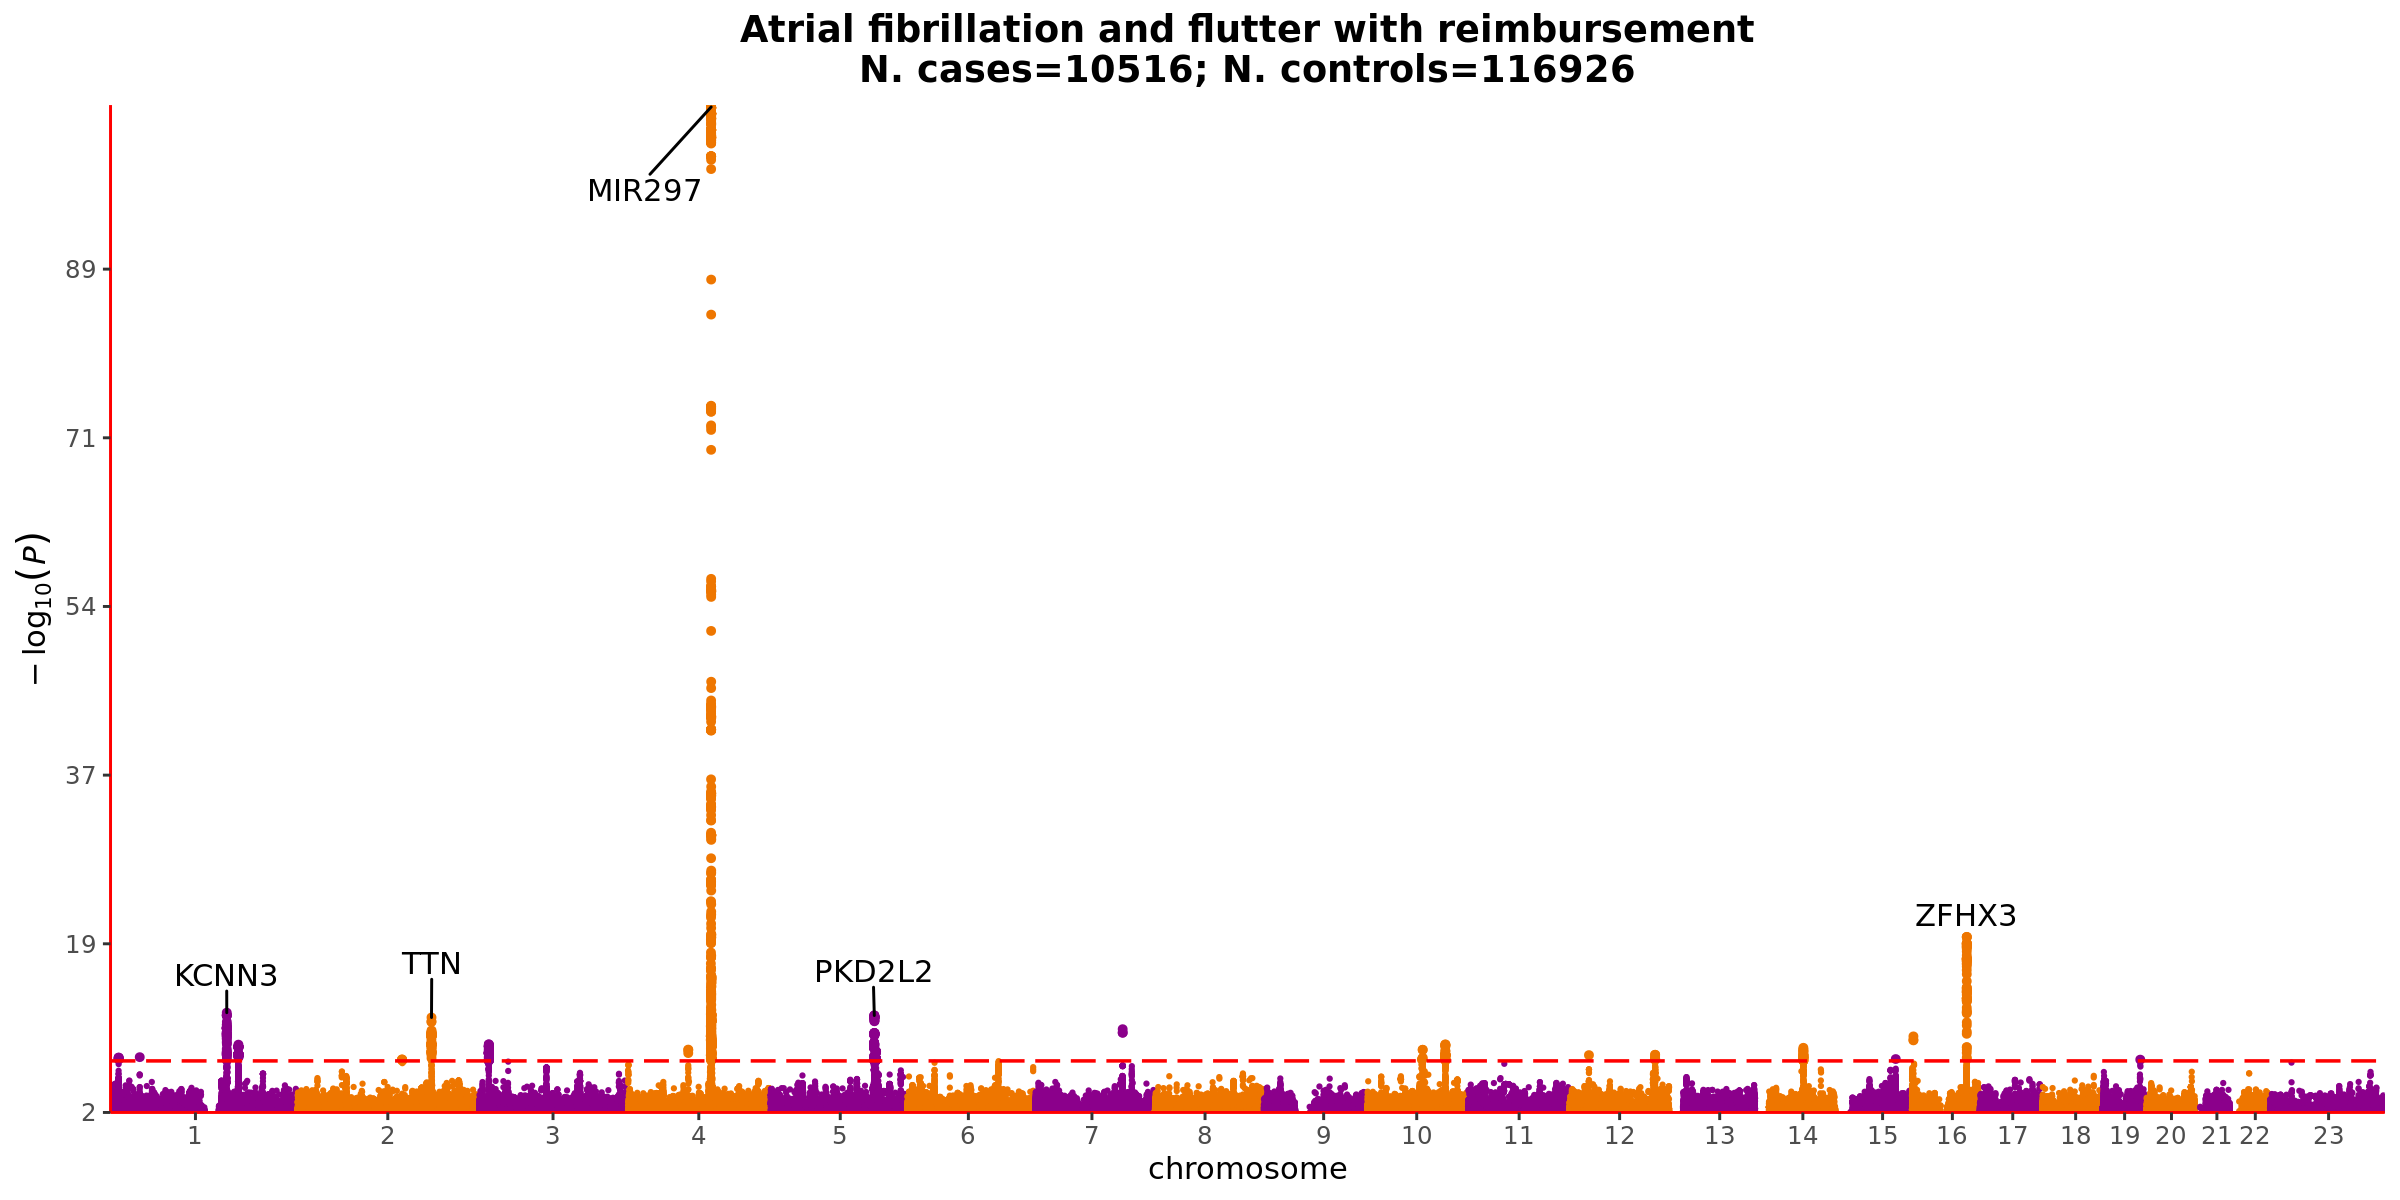 Atrial fibrillation and flutter with reimbursement
N. cases=10516; N. controls=116926
MIR297
89
71
54
37
19
2
−log10(P)
ZFHX3
KCNN3
TTN
PKD2L2
1 2 3 4 5 6 7 8 9 10 11 12 13 14 15 16 17 18 19 20 21 22 23
chromosome